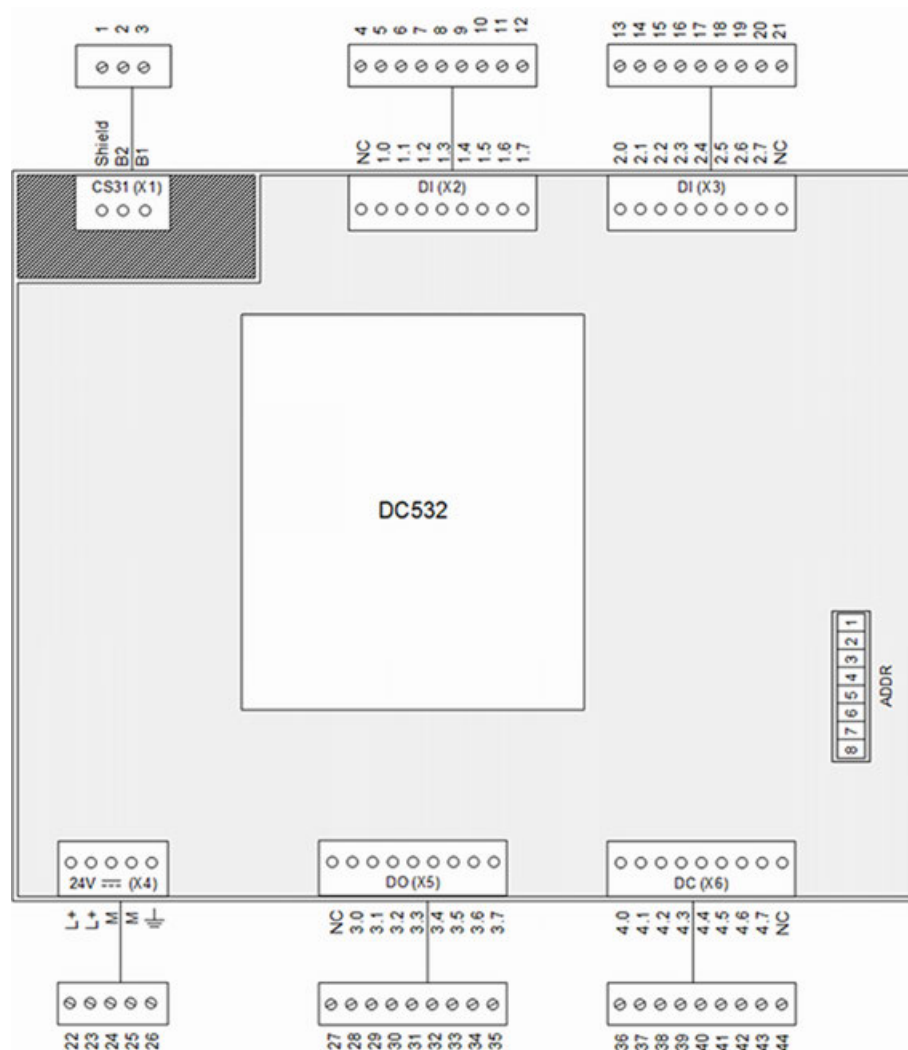 1 2 3
4 5 6 7 8 9 10 11 12
13 14 15 16 17 18 19 20 21
Shield B2 B1
NC 1.0 1.1 1.2 1.3 1.4 1.5 1.6 1.7
2.0 2.1 2.2 2.3 2.4 2.5 2.6 2.7 NC
CS31 (X1)
DI (X2)
DI (X3)
DC532
1 2 3 4 5 6 7 8
ADDR
24V (X4)
DO (X5)
DC (X6)
L+ L+ M M
NC 3.0 3.1 3.2 3.3 3.4 3.5 3.6 3.7
4.0 4.1 4.2 4.3 4.4 4.5 4.6 4.7 NC
22 23 24 25 26
27 28 29 30 31 32 33 34 35
36 37 38 39 40 41 42 43 44